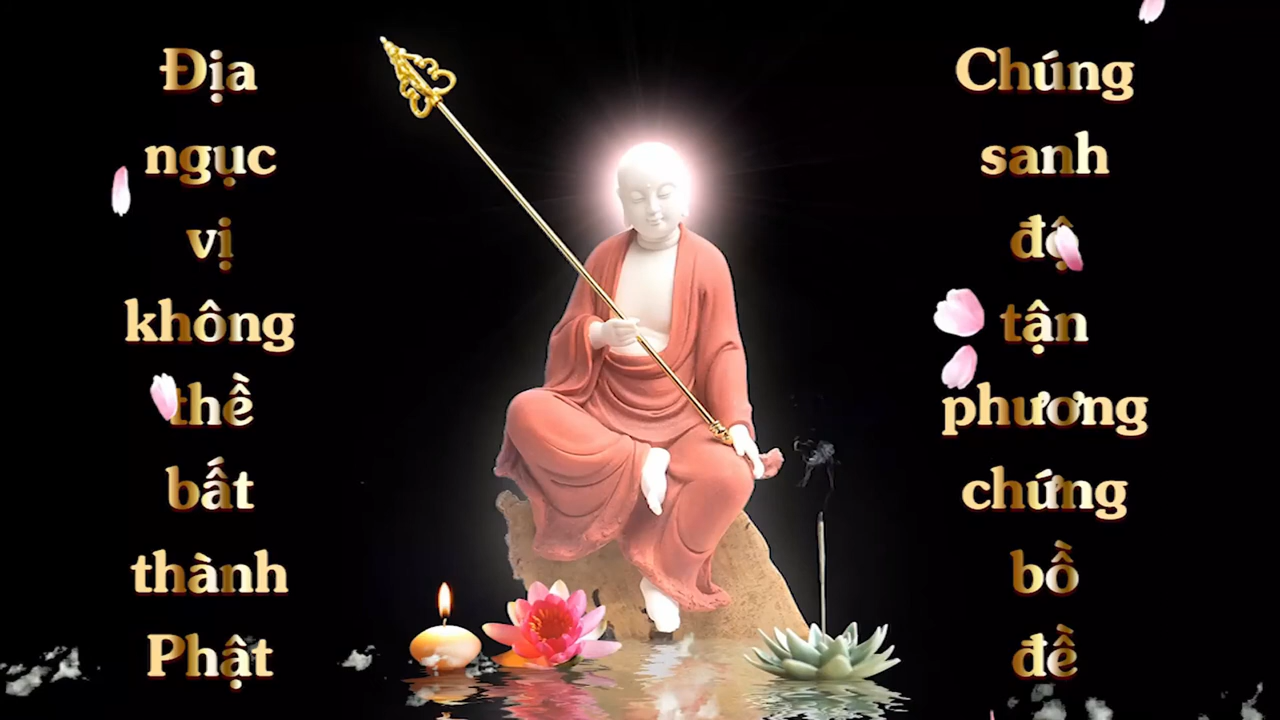 Địa
ngục
vị
không
thề
bất
thành
Phật
Chúng
sanh
độ
tận
phương
chứng
bồ
đề